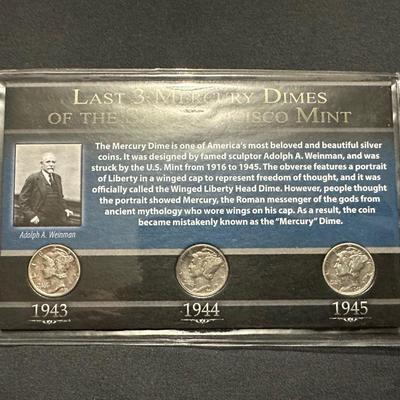 LAST 3 MERCURY DIMES
OF THE SAN FRANCISCO MINT
The Mercury Dime is one of America's most beloved and beautiful silver
coins. It was designed by famed sculptor Adolph A. Weinman, and was
struck by the U.S. Mint from 1916 to 1945. The obverse features a portrait
of Liberty in a winged cap to represent freedom of thought, and it was
officially called the Winged Liberty Head Dime. However, people thought
the portrait showed Mercury, the Roman messenger of the gods from
ancient mythology who wore wings on his cap. As a result, the coin
became mistakenly known as the "Mercury" Dime.
Adolph A. Weinman
1943
1944
1945